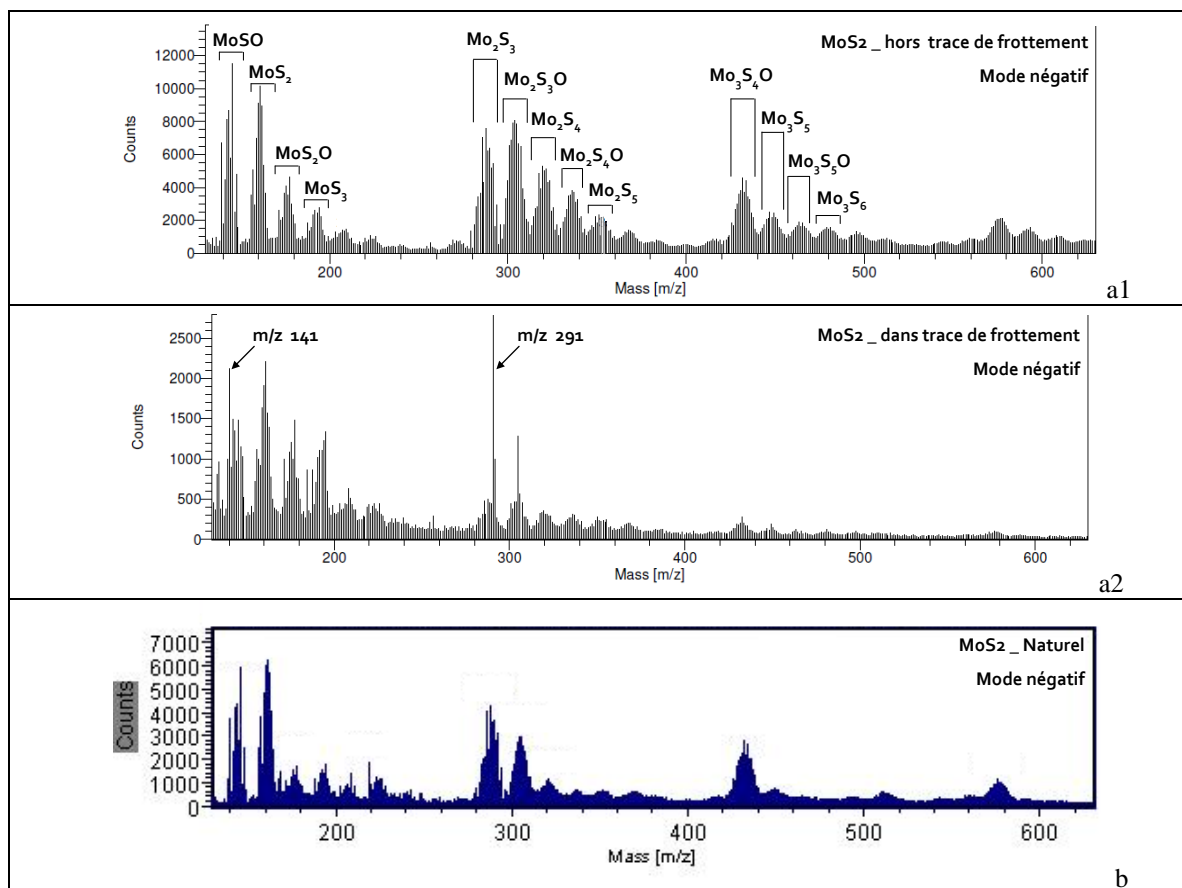 MoSO
MoS2
MoS2O
MoS3
Mo2S3
Mo2S3O
Mo2S4
Mo2S4O
Mo2S5
Mo3S4O
Mo3S5
Mo3S5O
Mo3S6
MoS2 _ hors trace de frottement
Mode négatif
12000
10000
8000
6000
4000
2000
0
Counts
200 300 400 500 600
Mass [m/z]
a1
m/z 141
m/z 291
MoS2 _ dans trace de frottement
Mode négatif
2500
2000
1500
1000
500
0
Counts
200 300 400 500 600
Mass [m/z]
a2
MoS2 _ Naturel
Mode négatif
7000
6000
5000
4000
3000
2000
1000
0
Counts
200 300 400 500 600
Mass [m/z]
b